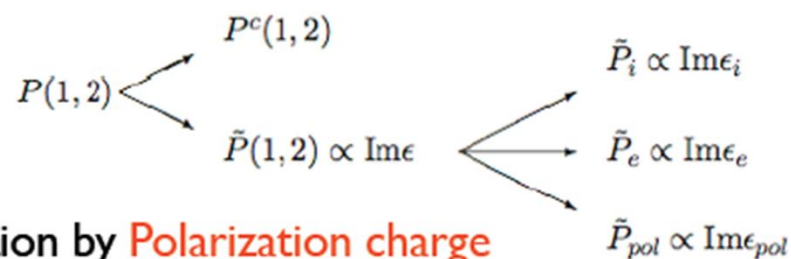 P^c(1,2)
P̃_i ∝ Imϵ_i
P(1,2)
P̃(1,2) ∝ Imϵ
P̃_e ∝ Imϵ_e
by Polarization charge
P̃_pol ∝ Imϵ_pol